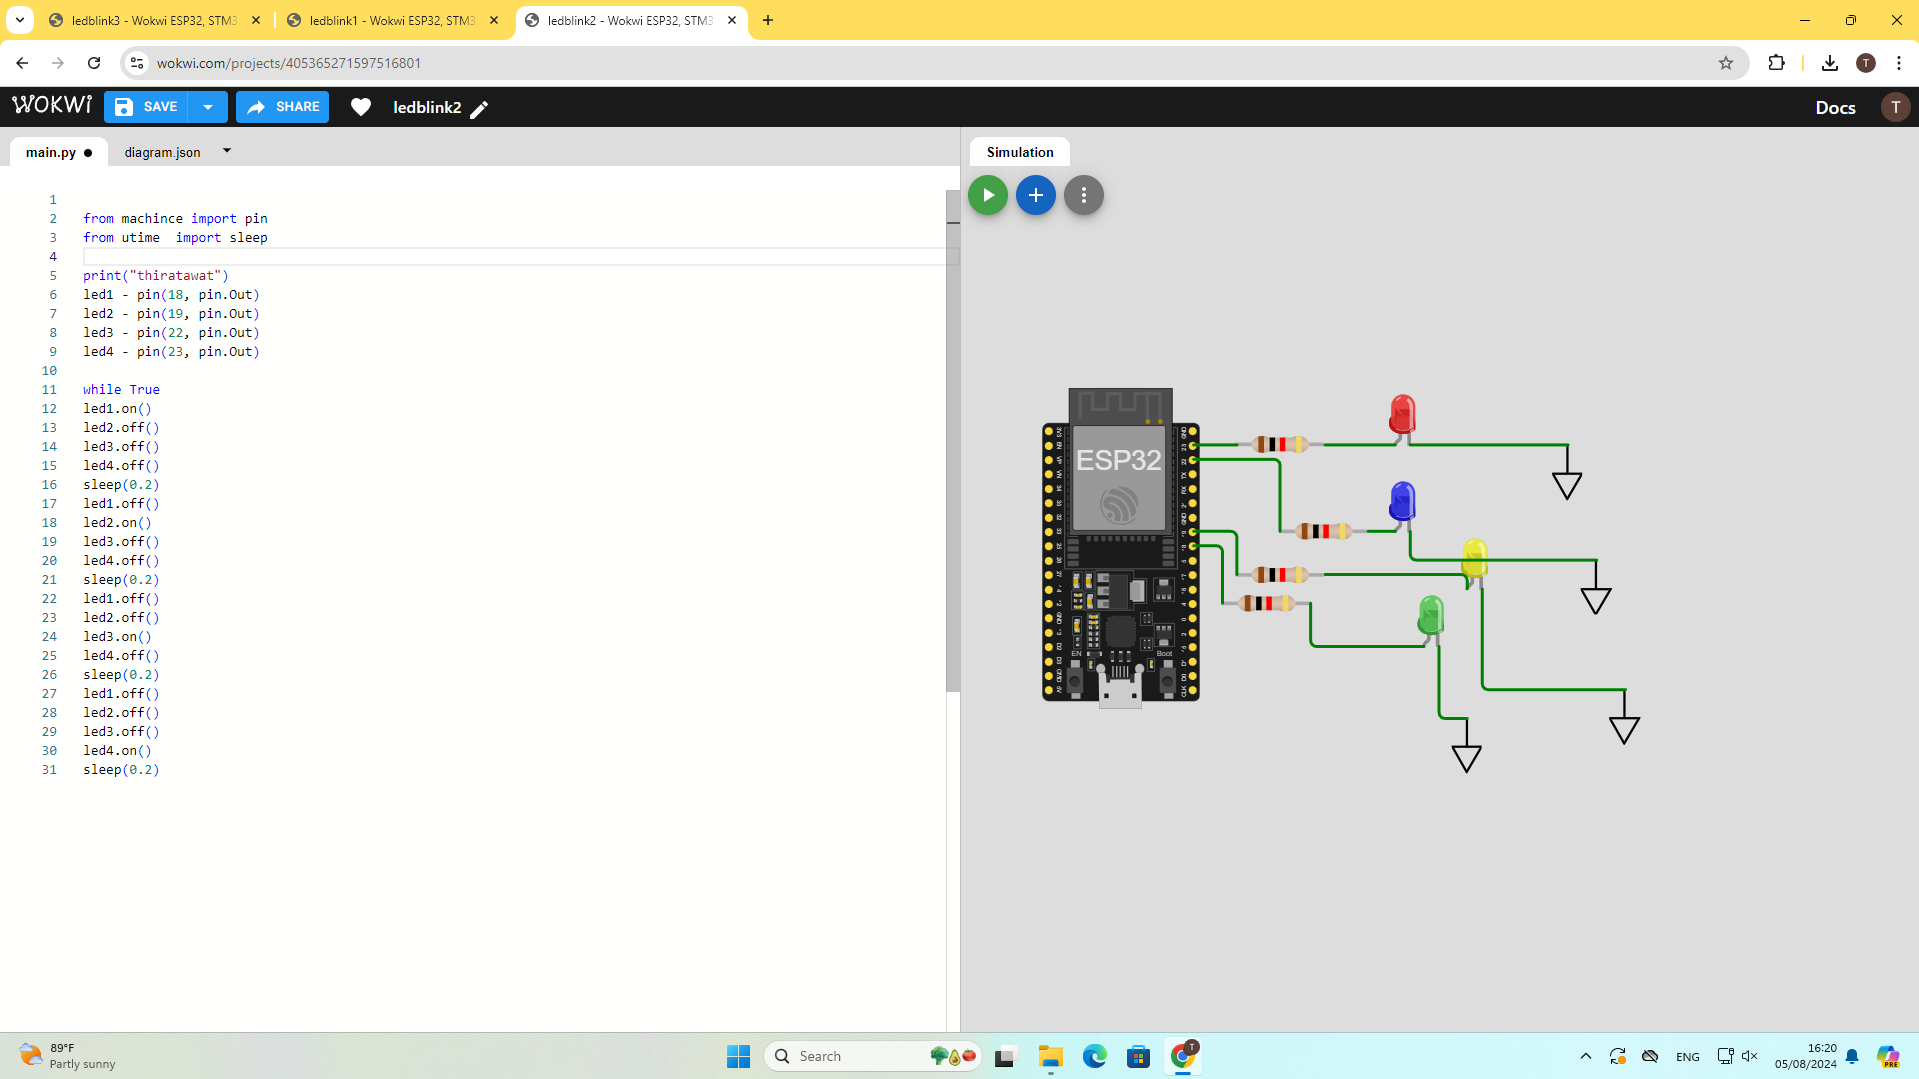 ledblink3 - Wokwi ESP32, STM3
ledblink1 - Wokwi ESP32, STM3
ledblink2 - Wokwi ESP32, STM3
wokwi.com/projects/405365271597516801
T
WOKWI
SAVE
SHARE
ledblink2
Docs
T
main.py
diagram.json
Simulation
1
2 from machince import pin
3 from utime  import sleep
4
5 print("thiratawat")
6 led1 - pin(18, pin.Out)
7 led2 - pin(19, pin.Out)
8 led3 - pin(22, pin.Out)
9 led4 - pin(23, pin.Out)
10
11 while True
12 led1.on()
13 led2.off()
14 led3.off()
15 led4.off()
16 sleep(0.2)
17 led1.off()
18 led2.on()
19 led3.off()
20 led4.off()
21 sleep(0.2)
22 led1.off()
23 led2.off()
24 led3.on()
25 led4.off()
26 sleep(0.2)
27 led1.off()
28 led2.off()
29 led3.off()
30 led4.on()
31 sleep(0.2)
ESP32
EN
Boot
89°F
Partly sunny
Search
T
ENG
16:20
05/08/2024
PRE